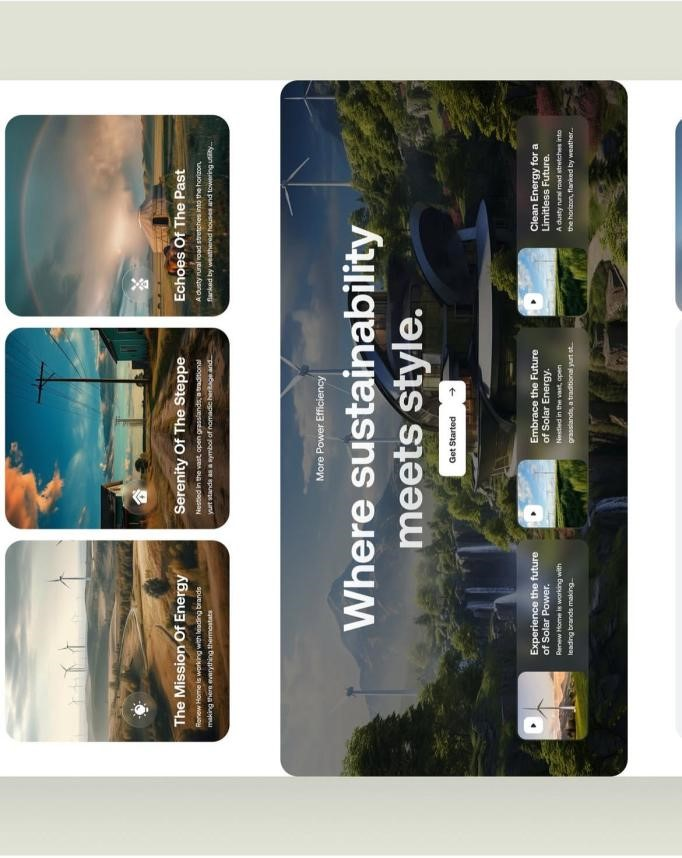 The Mission Of Energy
Renew Home is working with leading brands
making there everything thermostats
Serenity Of The Steppe
Nestled in the vast, open grasslands, a traditional
yurt stands as a symbol of nomadic heritage and...
Echoes Of The Past
A dusty rural road stretches into the horizon,
flanked by weathered houses and towering utility...
More Power Efficiency
Where sustainability
meets style.
Get Started
Experience the future
of Solar Power.
Renew Home is working with
leading brands making...
Embrace the Future
of Solar Energy.
Nestled in the vast, open
grasslands, a traditional yurt st...
Clean Energy for a
Limitless Future.
A dusty rural road stretches into
the horizon, flanked by weather...